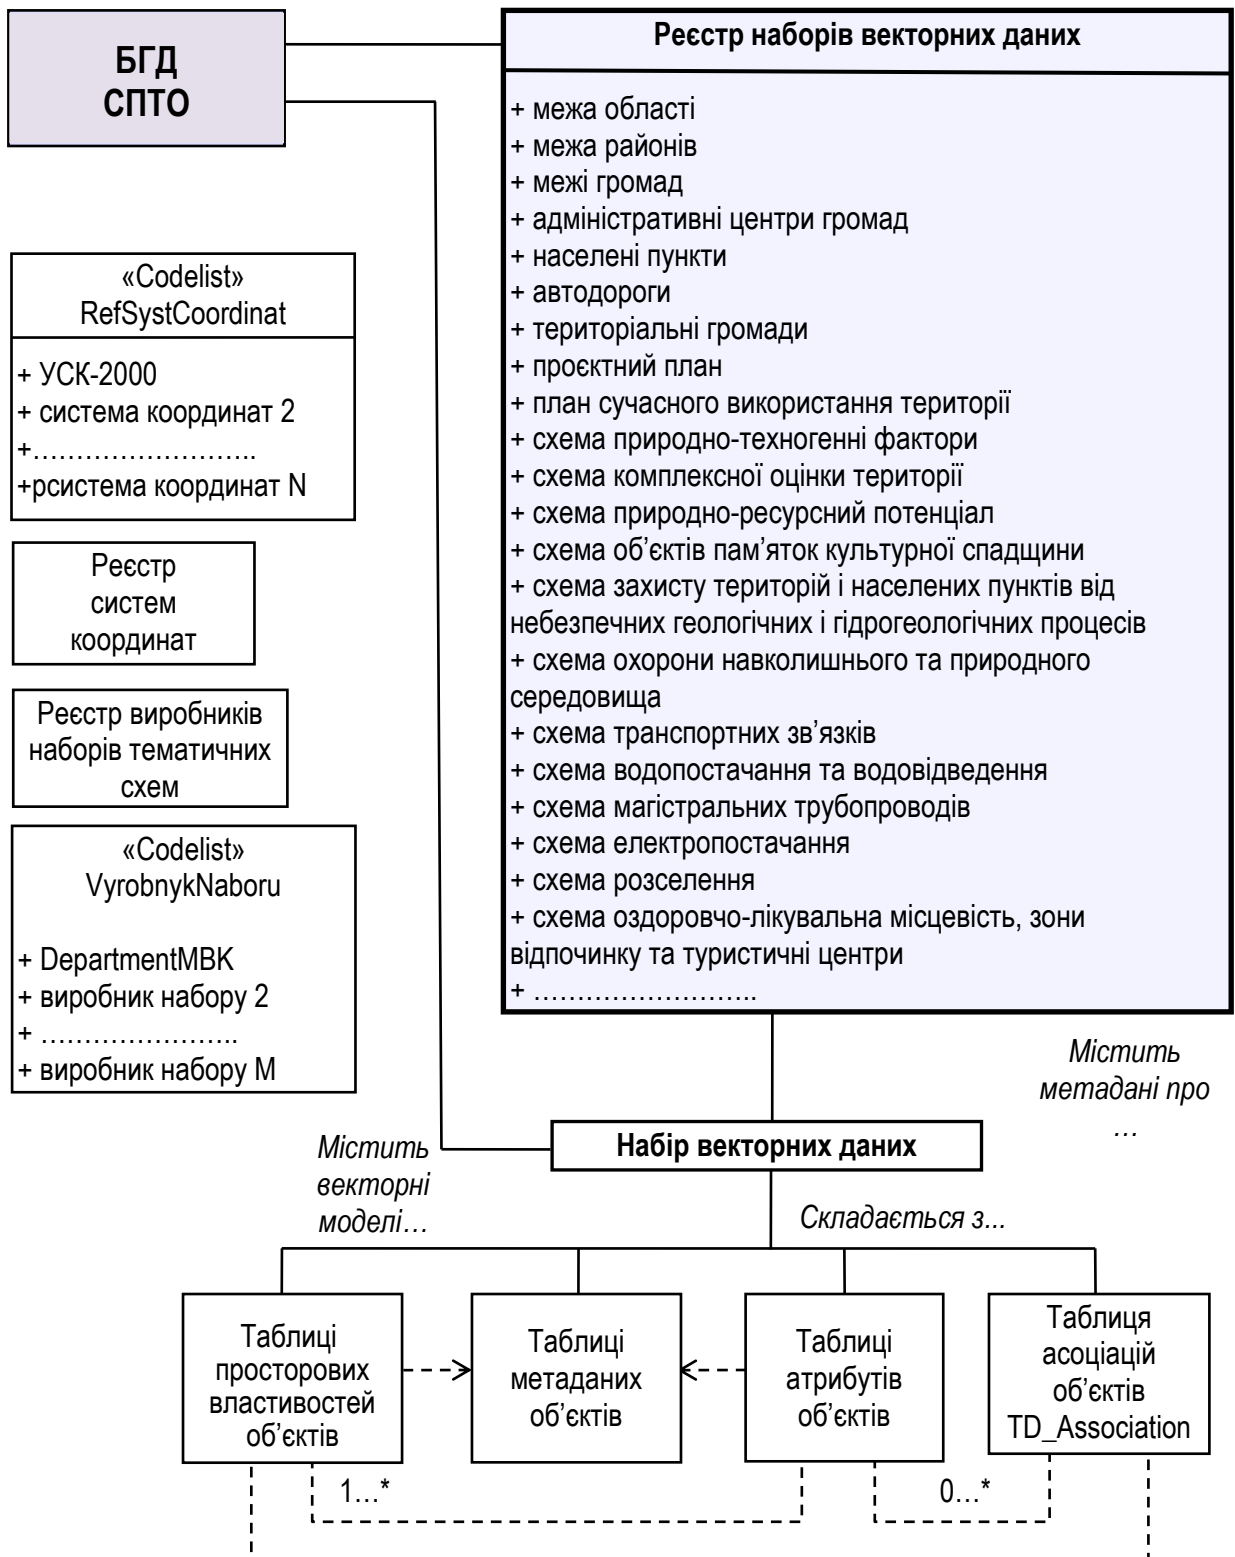 БГД
СПТО
Реєстр наборів векторних даних
+ межа області
+ межа районів
+ межі громад
+ адміністративні центри громад
+ населені пункти
+ автодороги
+ територіальні громади
+ проєктний план
+ план сучасного використання території
+ схема природно-техногенні фактори
+ схема комплексної оцінки території
+ схема природно-ресурсний потенціал
+ схема об’єктів пам’яток культурної спадщини
+ схема захисту територій і населених пунктів від
небезпечних геологічних і гідрогеологічних процесів
+ схема охорони навколишнього та природного
середовища
+ схема транспортних зв’язків
+ схема водопостачання та водовідведення
+ схема магістральних трубопроводів
+ схема електропостачання
+ схема розселення
+ схема оздоровчо-лікувальна місцевість, зони
відпочинку та туристичні центри
+ ……………………..
«Codelist»
RefSystCoordinat
+ УСК-2000
+ система координат 2
+……………………..
+рсистема координат N
Реєстр
систем
координат
Реєстр виробників
наборів тематичних
схем
«Codelist»
VyrobnykNaboru
+ DepartmentMBK
+ виробник набору 2
+ …………………..
+ виробник набору M
Містить
метадані про
…
Набір векторних даних
Містить
векторні
моделі…
Складається з...
Таблиці
просторових
властивостей
об’єктів
Таблиці
метаданих
об’єктів
Таблиці
атрибутів
об’єктів
Таблиця
асоціацій
об’єктів
TD_Association
1…*
0…*